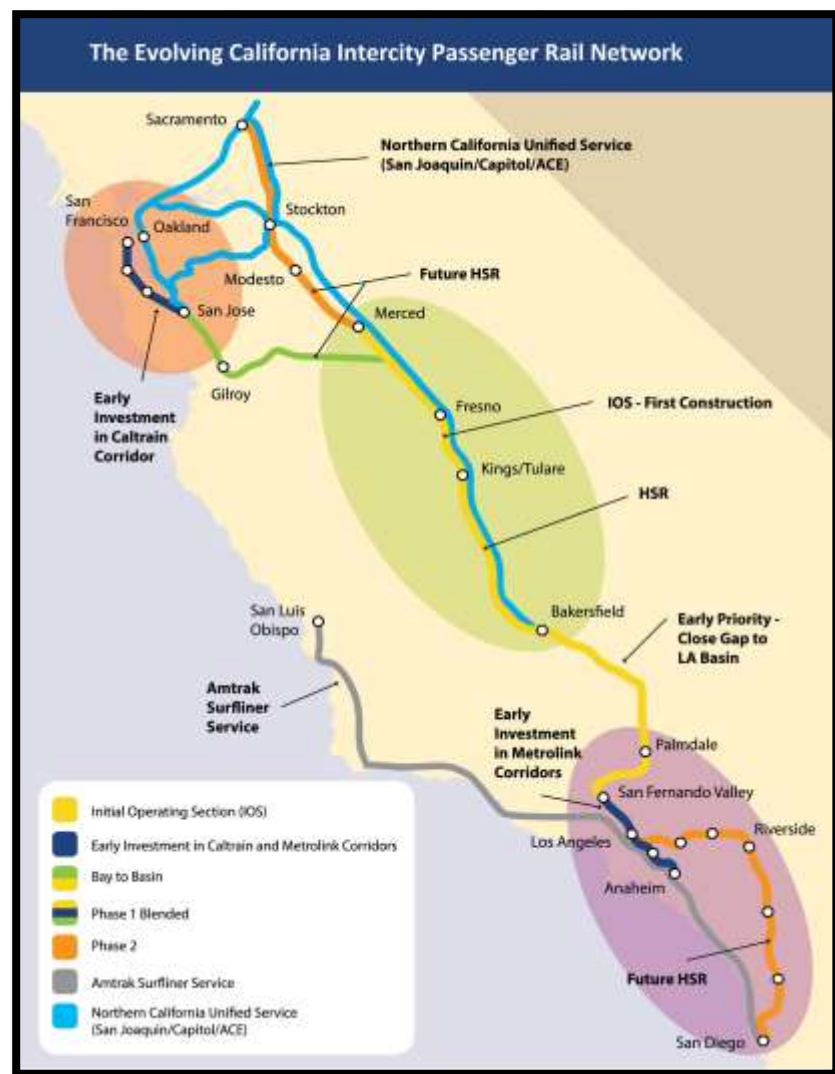 The Evolving California Intercity Passenger Rail Network
Sacramento
Northern California Unified Service
(San Joaquin/Capitol/ACE)
San
Francisco
Oakland
Stockton
Modesto
Future HSR
San Jose
Merced
Gilroy
Early
Investment
in Caltrain
Corridor
Fresno
IOS - First Construction
Kings/Tulare
HSR
San Luis
Obispo
Bakersfield
Early Priority -
Close Gap to
LA Basin
Amtrak
Surfliner
Service
Early
Investment
in Metrolink
Corridors
Palmdale
San Fernando Valley
Los Angeles
Riverside
Anaheim
Future HSR
San Diego
Initial Operating Section (IOS)
Early Investment in Caltrain and Metrolink Corridors
Bay to Basin
Phase 1 Blended
Phase 2
Amtrak Surfliner Service
Northern California Unified Service
(San Joaquin/Capitol/ACE)